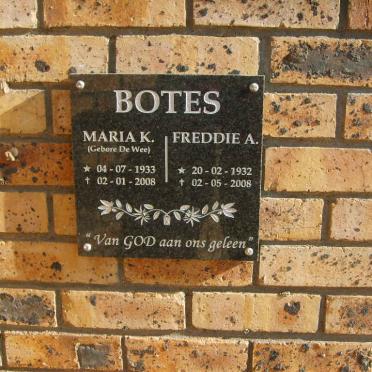 BOTES
MARIA K. FREDDIE A.
(Gebore De Wee)
★ 04 - 07 - 1933 ★ 20 - 02 - 1932
✝ 02 - 01 - 2008 ✝ 02 - 05 - 2008
"Van GOD aan ons geleen"